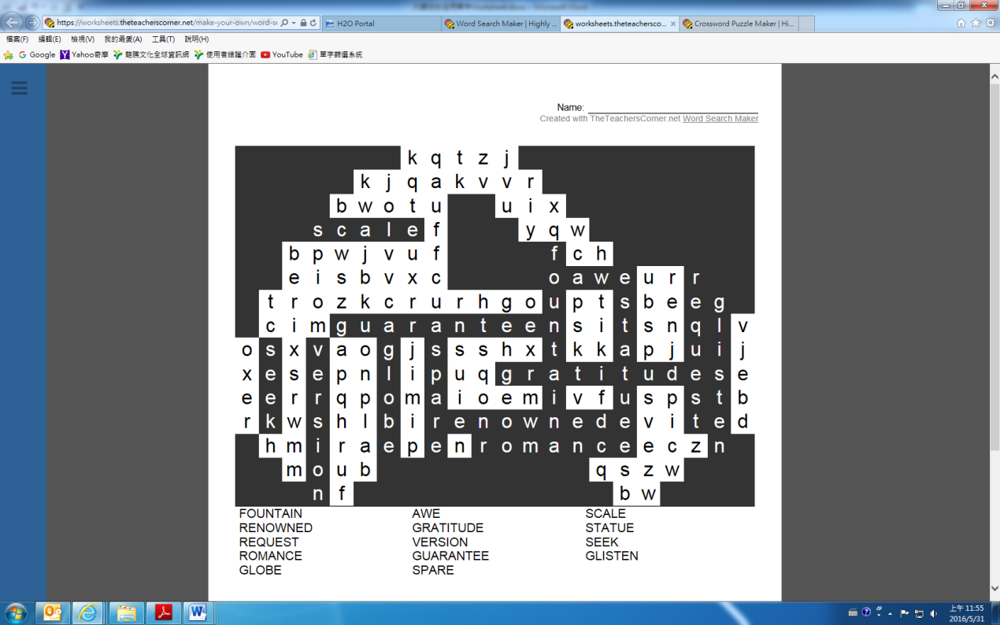 https://worksheets.theteacherscorner.net/make-your-own/word-se
H2O Portal
Word Search Maker | Highly ...
worksheets.theteachersco...
Crossword Puzzle Maker | Hi...
檔案(F) 編輯(E) 檢視(V) 我的最愛(A) 工具(T) 說明(H)
Google Yahoo奇摩 龍騰文化全球資訊網 使用者維護介面 YouTube 單字篩選系統
Name:
Created with TheTeachersCorner.net Word Search Maker
k q t z j
k j q a k v v r
b w o t u u i x
s c a l e f y q w
b p w j v u f f c h
e i s b v x c o a w e u r r
t r o z k c r u r h g o u p t s b e e g
c i m g u a r a n t e e n s i t s n q l v
o s x v a o g j s s s h x t k k a p j u i j
x e s e p n l i p u q g r a t i t u d e s e
e e r r q p o m a i o e m i v f u s p s t b
r k w s h l b i r e n o w n e d e v i t e d
h m i r a e p e n r o m a n c e e c z n
m o u b q s z w
n f b w
FOUNTAIN AWE SCALE
RENOWNED GRATITUDE STATUE
REQUEST VERSION SEEK
ROMANCE GUARANTEE GLISTEN
GLOBE SPARE
上午 11:55
2016/5/31